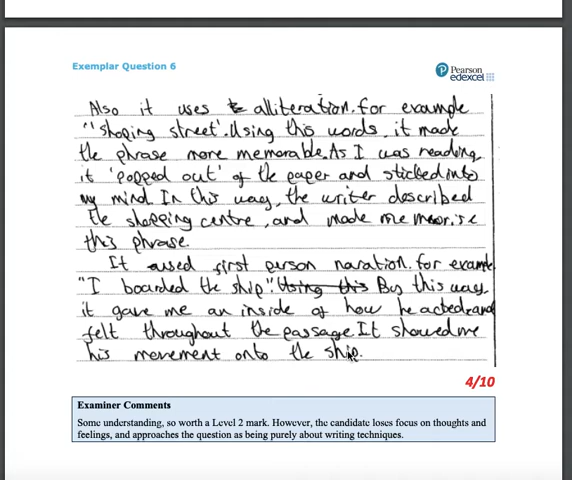 Exemplar Question 6
Pearson
edexcel
Also it uses alliteration. for example
"shoping street'. Using this words, it made
the phrase more memorable. As I was reading,
it 'popped out' of the paper and sticked into
my mind. In this way, the writer described
the shopping centre, and made me memorise
this phrase.
It used first person naration. for example
"I boarded the ship". Using this By this way,
it gave me an inside of how he acted and
felt throughout the passage. It showed me
his movement onto the ship.
4/10
Examiner Comments
Some understanding, so worth a Level 2 mark. However, the candidate loses focus on thoughts and
feelings, and approaches the question as being purely about writing techniques.